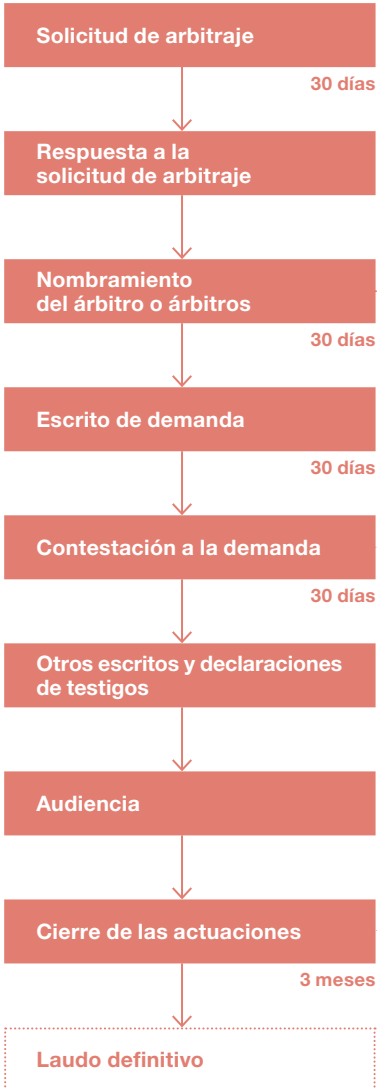 Solicitud de arbitraje
30 días
Respuesta a la
solicitud de arbitraje
Nombramiento
del árbitro o árbitros
30 días
Escrito de demanda
30 días
Contestación a la demanda
30 días
Otros escritos y declaraciones
de testigos
Audiencia
Cierre de las actuaciones
3 meses
Laudo definitivo